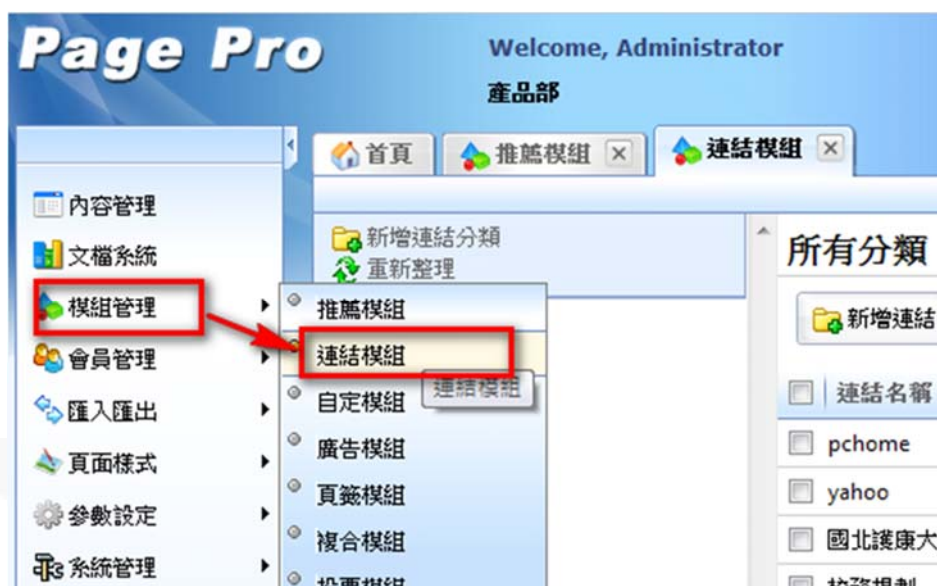 Page Pro
Welcome, Administrator
產品部
首頁
推薦模組
連結模組
內容管理
文檔系統
模組管理
會員管理
匯入匯出
頁面樣式
參數設定
系統管理
新增連結分類
重新整理
推薦模組
連結模組
連結模組
自定模組
廣告模組
頁籤模組
複合模組
投票模組
所有分類
新增連結
連結名稱
pchome
yahoo
國北護康大